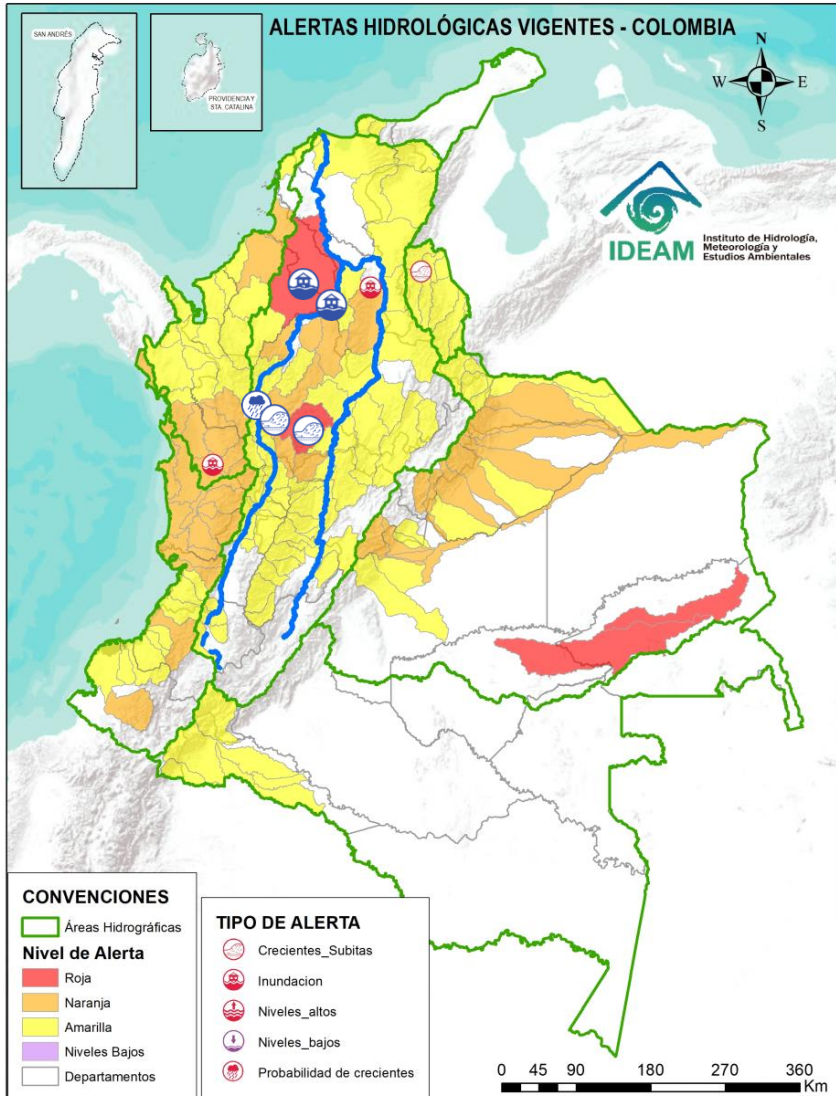 ALERTAS HIDROLÓGICAS VIGENTES - COLOMBIA
SAN ANDRÉS
PROVIDENCIA Y
STA. CATALINA
N
W
E
S
IDEAM
Instituto de Hidrología,
Meteorología y
Estudios Ambientales
CONVENCIONES
Áreas Hidrográficas
Nivel de Alerta
Roja
Naranja
Amarilla
Niveles Bajos
Departamentos
TIPO DE ALERTA
Crecientes_Subitas
Inundacion
Niveles_altos
Niveles_bajos
Probabilidad de crecientes
0 45 90 180 270 360
Km